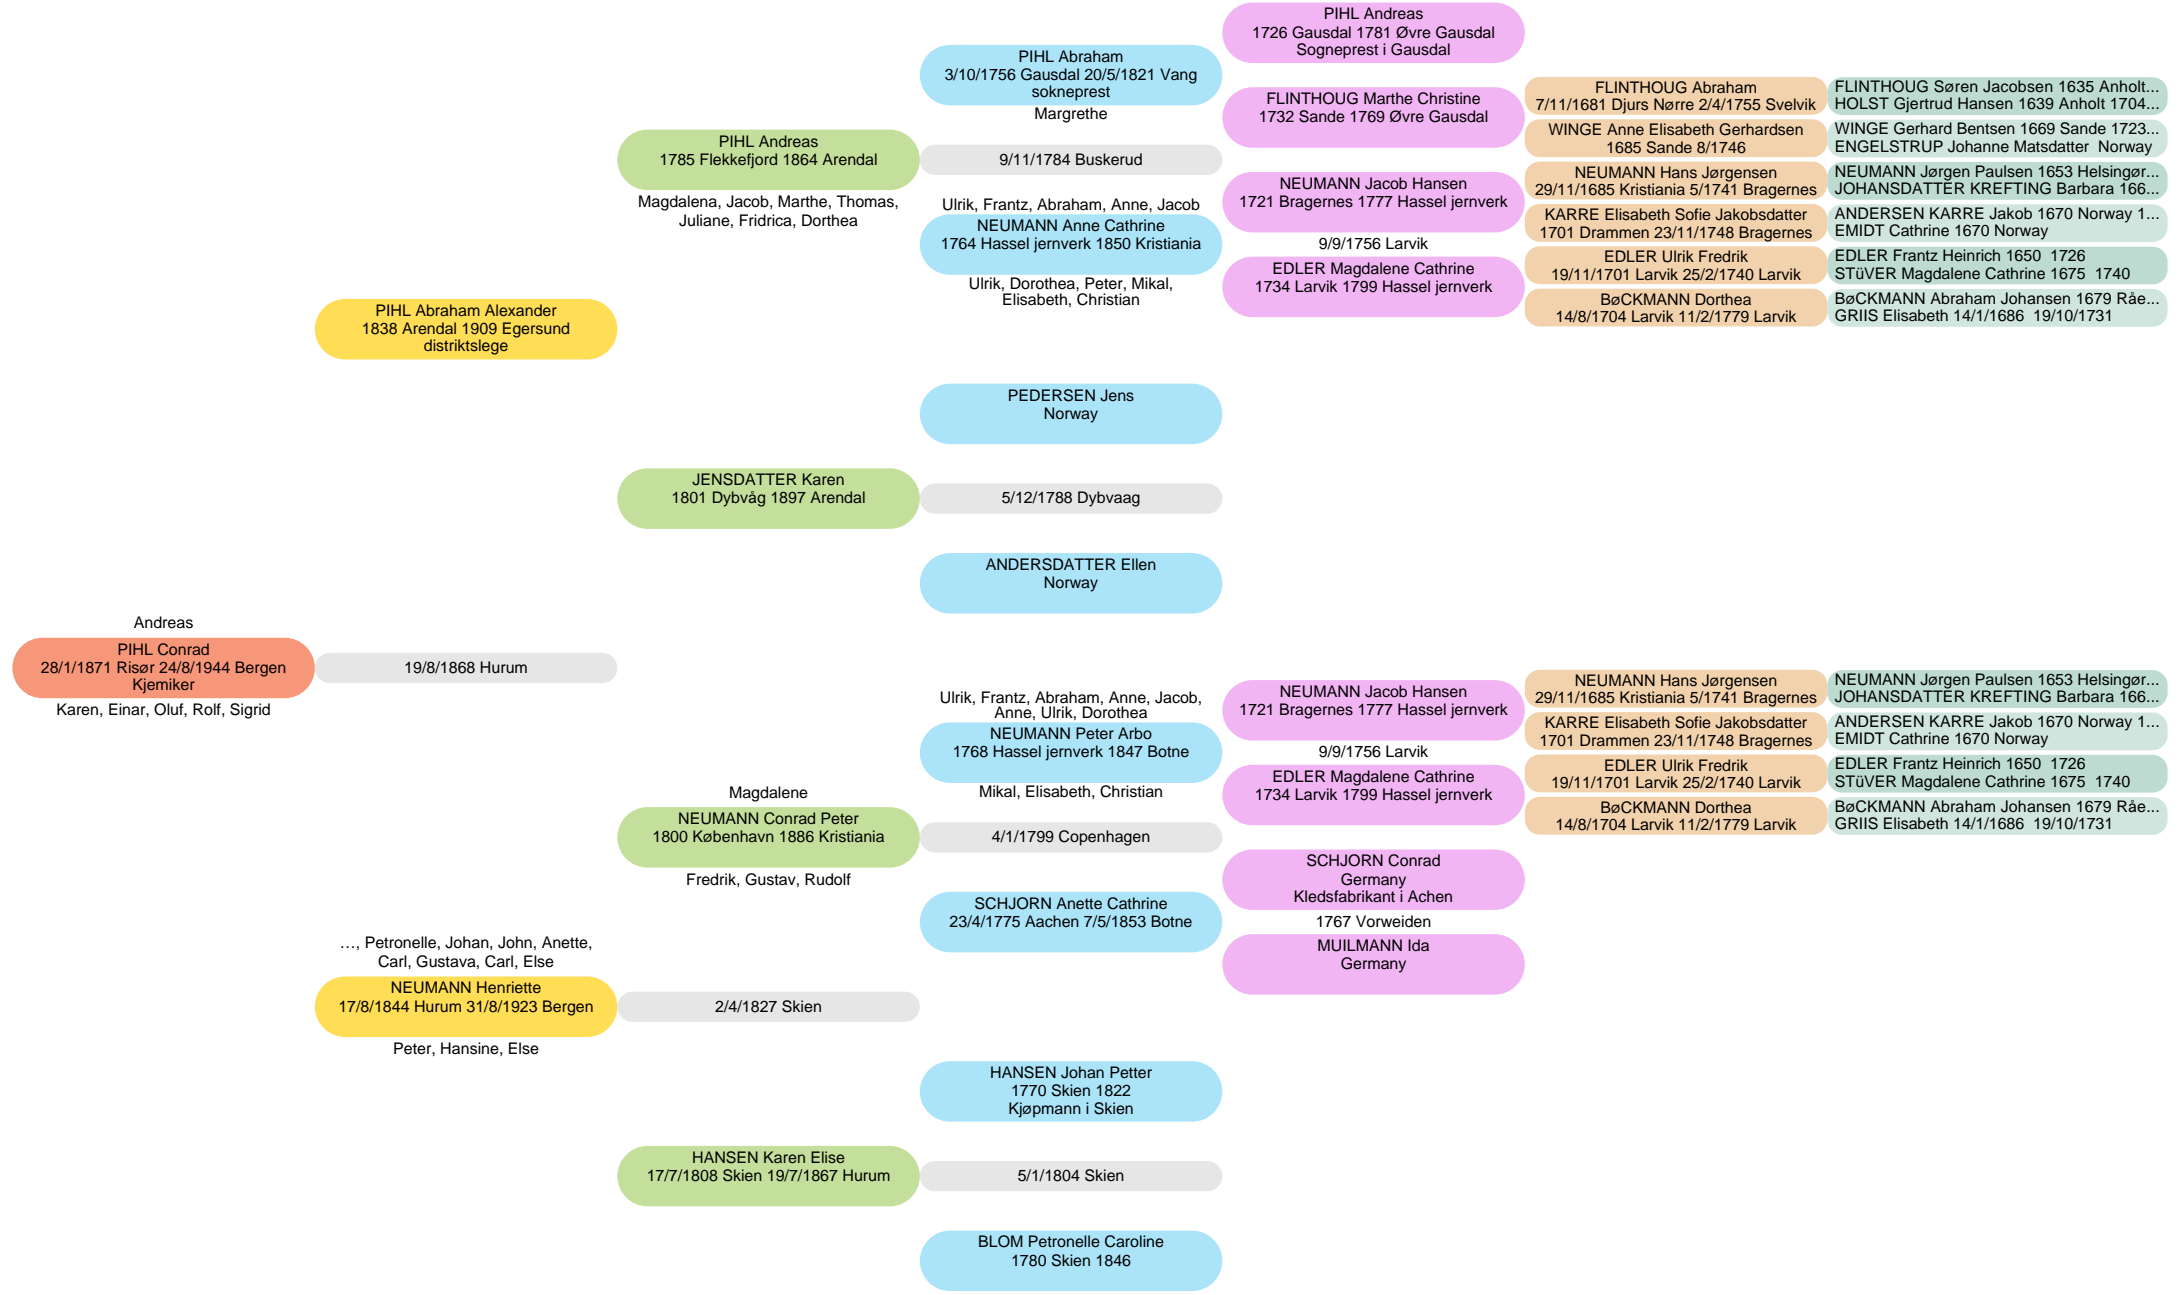 PIHL Andreas
1726 Gausdal 1781 Øvre Gausdal
Sogneprest i Gausdal
PIHL Abraham
3/10/1756 Gausdal 20/5/1821 Vang
sokneprest
Margrethe
FLINTHOUG Marthe Christine
1732 Sande 1769 Øvre Gausdal
FLINTHOUG Abraham
7/11/1681 Djurs Nørre 2/4/1755 Svelvik
FLINTHOUG Søren Jacobsen 1635 Anholt...
HOLST Gjertrud Hansen 1639 Anholt 1704...
WINGE Anne Elisabeth Gerhardsen
1685 Sande 8/1746
WINGE Gerhard Bentsen 1669 Sande 1723...
ENGELSTRUP Johanne Matsdatter  Norway
PIHL Andreas
1785 Flekkefjord 1864 Arendal
Magdalena, Jacob, Marthe, Thomas,
Juliane, Fridrica, Dorthea
9/11/1784 Buskerud
Ulrik, Frantz, Abraham, Anne, Jacob
NEUMANN Anne Cathrine
1764 Hassel jernverk 1850 Kristiania
Ulrik, Dorothea, Peter, Mikal,
Elisabeth, Christian
NEUMANN Jacob Hansen
1721 Bragernes 1777 Hassel jernverk
9/9/1756 Larvik
EDLER Magdalene Cathrine
1734 Larvik 1799 Hassel jernverk
NEUMANN Hans Jørgensen
29/11/1685 Kristiania 5/1741 Bragernes
NEUMANN Jørgen Paulsen 1653 Helsingør...
JOHANSDATTER KREFTING Barbara 166...
KARRE Elisabeth Sofie Jakobsdatter
1701 Drammen 23/11/1748 Bragernes
ANDERSEN KARRE Jakob 1670 Norway 1...
EMIDT Cathrine 1670 Norway
EDLER Ulrik Fredrik
19/11/1701 Larvik 25/2/1740 Larvik
EDLER Frantz Heinrich 1650  1726
STüVER Magdalene Cathrine 1675  1740
BøCKMANN Dorthea
14/8/1704 Larvik 11/2/1779 Larvik
BøCKMANN Abraham Johansen 1679 Råe...
GRIIS Elisabeth 14/1/1686  19/10/1731
PIHL Abraham Alexander
1838 Arendal 1909 Egersund
distriktslege
PEDERSEN Jens
Norway
JENSDATTER Karen
1801 Dybvåg 1897 Arendal
5/12/1788 Dybvaag
ANDERSDATTER Ellen
Norway
Andreas
PIHL Conrad
28/1/1871 Risør 24/8/1944 Bergen
Kjemiker
Karen, Einar, Oluf, Rolf, Sigrid
19/8/1868 Hurum
Ulrik, Frantz, Abraham, Anne, Jacob,
Anne, Ulrik, Dorothea
NEUMANN Peter Arbo
1768 Hassel jernverk 1847 Botne
Mikal, Elisabeth, Christian
NEUMANN Jacob Hansen
1721 Bragernes 1777 Hassel jernverk
9/9/1756 Larvik
EDLER Magdalene Cathrine
1734 Larvik 1799 Hassel jernverk
NEUMANN Hans Jørgensen
29/11/1685 Kristiania 5/1741 Bragernes
NEUMANN Jørgen Paulsen 1653 Helsingør...
JOHANSDATTER KREFTING Barbara 166...
KARRE Elisabeth Sofie Jakobsdatter
1701 Drammen 23/11/1748 Bragernes
ANDERSEN KARRE Jakob 1670 Norway 1...
EMIDT Cathrine 1670 Norway
EDLER Ulrik Fredrik
19/11/1701 Larvik 25/2/1740 Larvik
EDLER Frantz Heinrich 1650  1726
STüVER Magdalene Cathrine 1675  1740
BøCKMANN Dorthea
14/8/1704 Larvik 11/2/1779 Larvik
BøCKMANN Abraham Johansen 1679 Råe...
GRIIS Elisabeth 14/1/1686  19/10/1731
Magdalene
NEUMANN Conrad Peter
1800 København 1886 Kristiania
Fredrik, Gustav, Rudolf
4/1/1799 Copenhagen
SCHJORN Anette Cathrine
23/4/1775 Aachen 7/5/1853 Botne
SCHJORN Conrad
Germany
Kledsfabrikant i Achen
1767 Vorweiden
MUILMANN Ida
Germany
…, Petronelle, Johan, John, Anette,
Carl, Gustava, Carl, Else
NEUMANN Henriette
17/8/1844 Hurum 31/8/1923 Bergen
Peter, Hansine, Else
2/4/1827 Skien
HANSEN Johan Petter
1770 Skien 1822
Kjøpmann i Skien
HANSEN Karen Elise
17/7/1808 Skien 19/7/1867 Hurum
5/1/1804 Skien
BLOM Petronelle Caroline
1780 Skien 1846